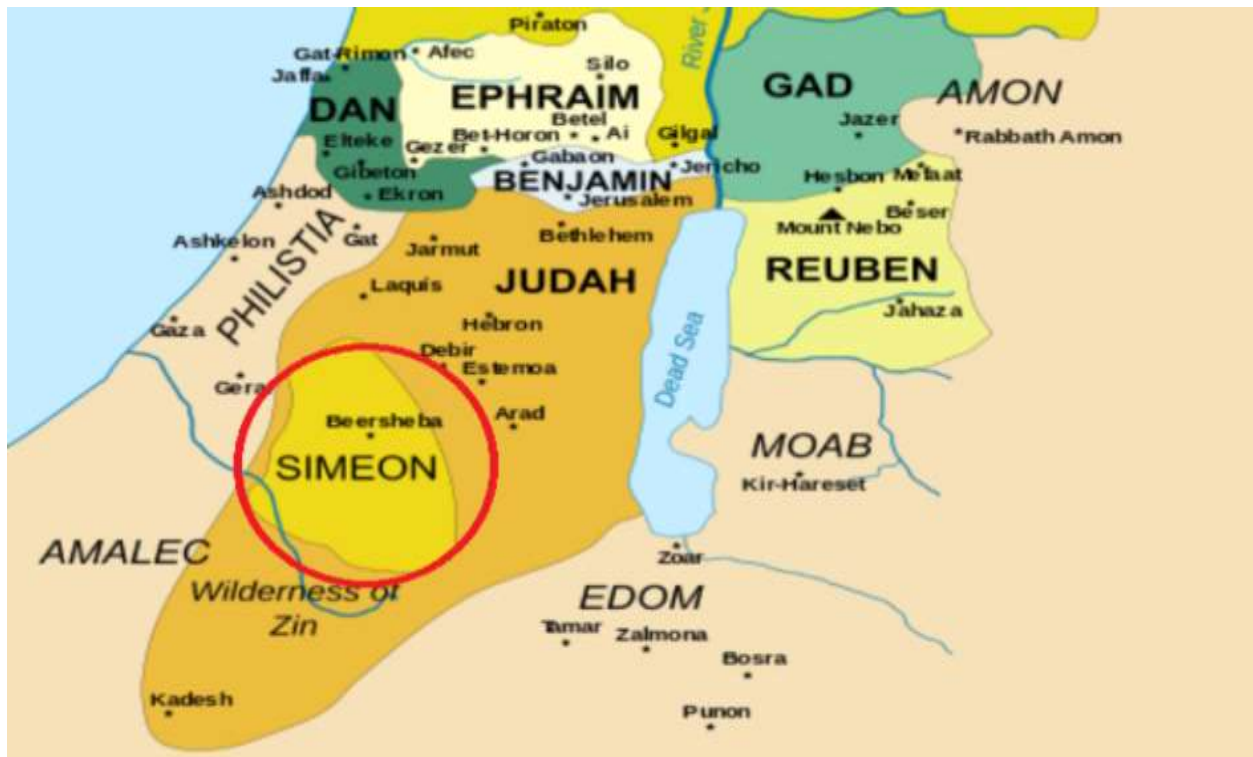 Piraton
Gat-Rimon
Afec
Jaffa
Silo
River
DAN
EPHRAIM
GAD
AMON
Betel
Elteke
Bet-Horon
Ai
Gilgal
Jazer
Rabbath Amon
Gezer
Gabaon
Jericho
Gibeton
BENJAMIN
Hesbon
Mefaat
Ashdod
Ekron
Jerusalem
Beser
Ashkelon
Gat
Jarmut
Bethlehem
Mount Nebo
PHILISTIA
Laquis
JUDAH
REUBEN
Jahaza
Gaza
Hebron
Debir
Dead Sea
Gera
Estemoa
Beersheba
Arad
SIMEON
MOAB
Kir-Hareset
AMALEC
Zoar
Wilderness of
Zin
EDOM
Tamar
Zalmona
Bosra
Kadesh
Punon